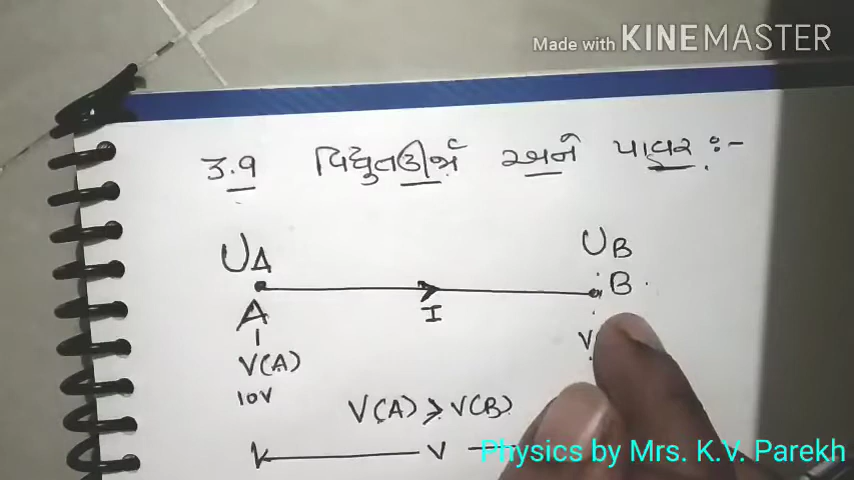 Made with KINEMASTER
3.9 વિદ્યુતઊર્જા અને પાવર :-
UA UB
A B
I
V(A) V
10V
V(A) > V(B)
V
Physics by Mrs. K.V. Parekh